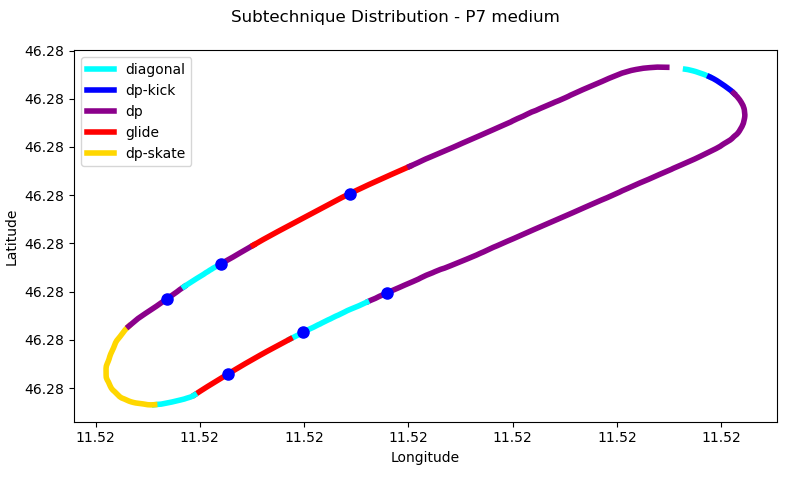 Subtechnique Distribution - P7 medium
46.28
46.28
46.28
46.28
46.28
46.28
46.28
46.28
diagonal
dp-kick
dp
glide
dp-skate
Latitude
11.52
11.52
11.52
11.52
11.52
11.52
11.52
Longitude